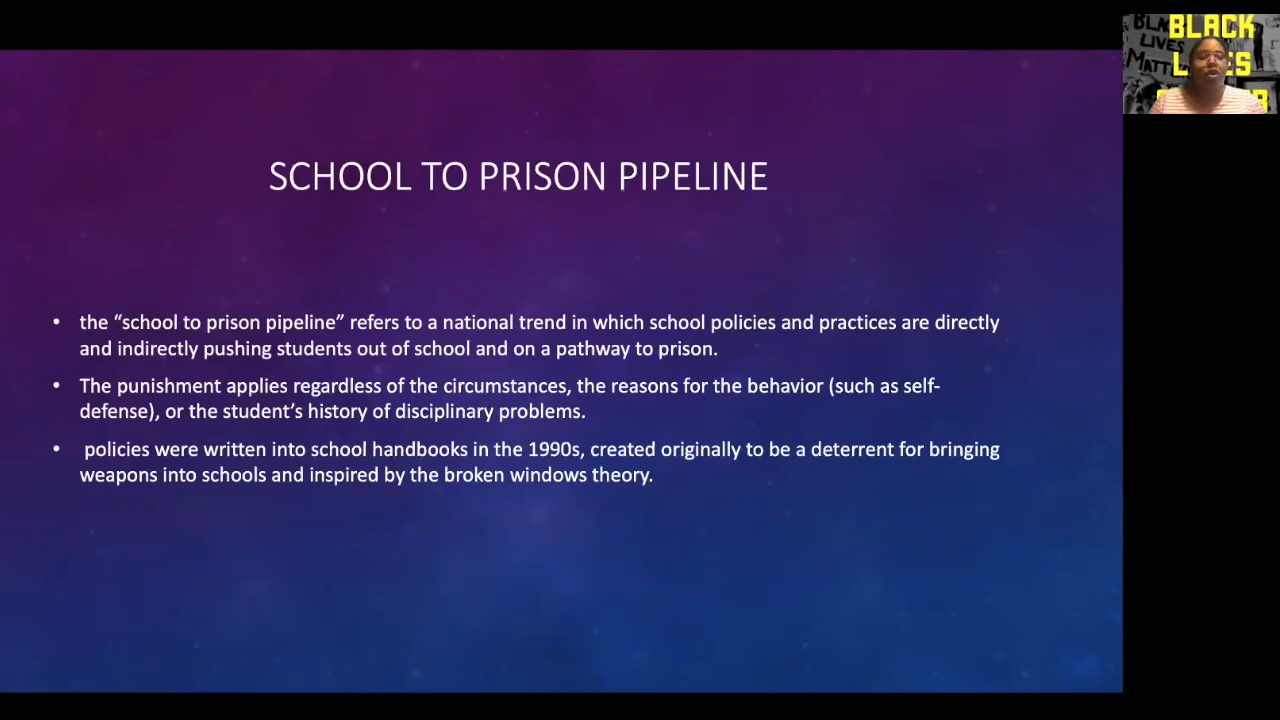 SCHOOL TO PRISON PIPELINE
• the “school to prison pipeline” refers to a national trend in which school policies and practices are directly
and indirectly pushing students out of school and on a pathway to prison.
• The punishment applies regardless of the circumstances, the reasons for the behavior (such as self-
defense), or the student’s history of disciplinary problems.
• policies were written into school handbooks in the 1990s, created originally to be a deterrent for bringing
weapons into schools and inspired by the broken windows theory.
BLACK
LIVES
MATTER